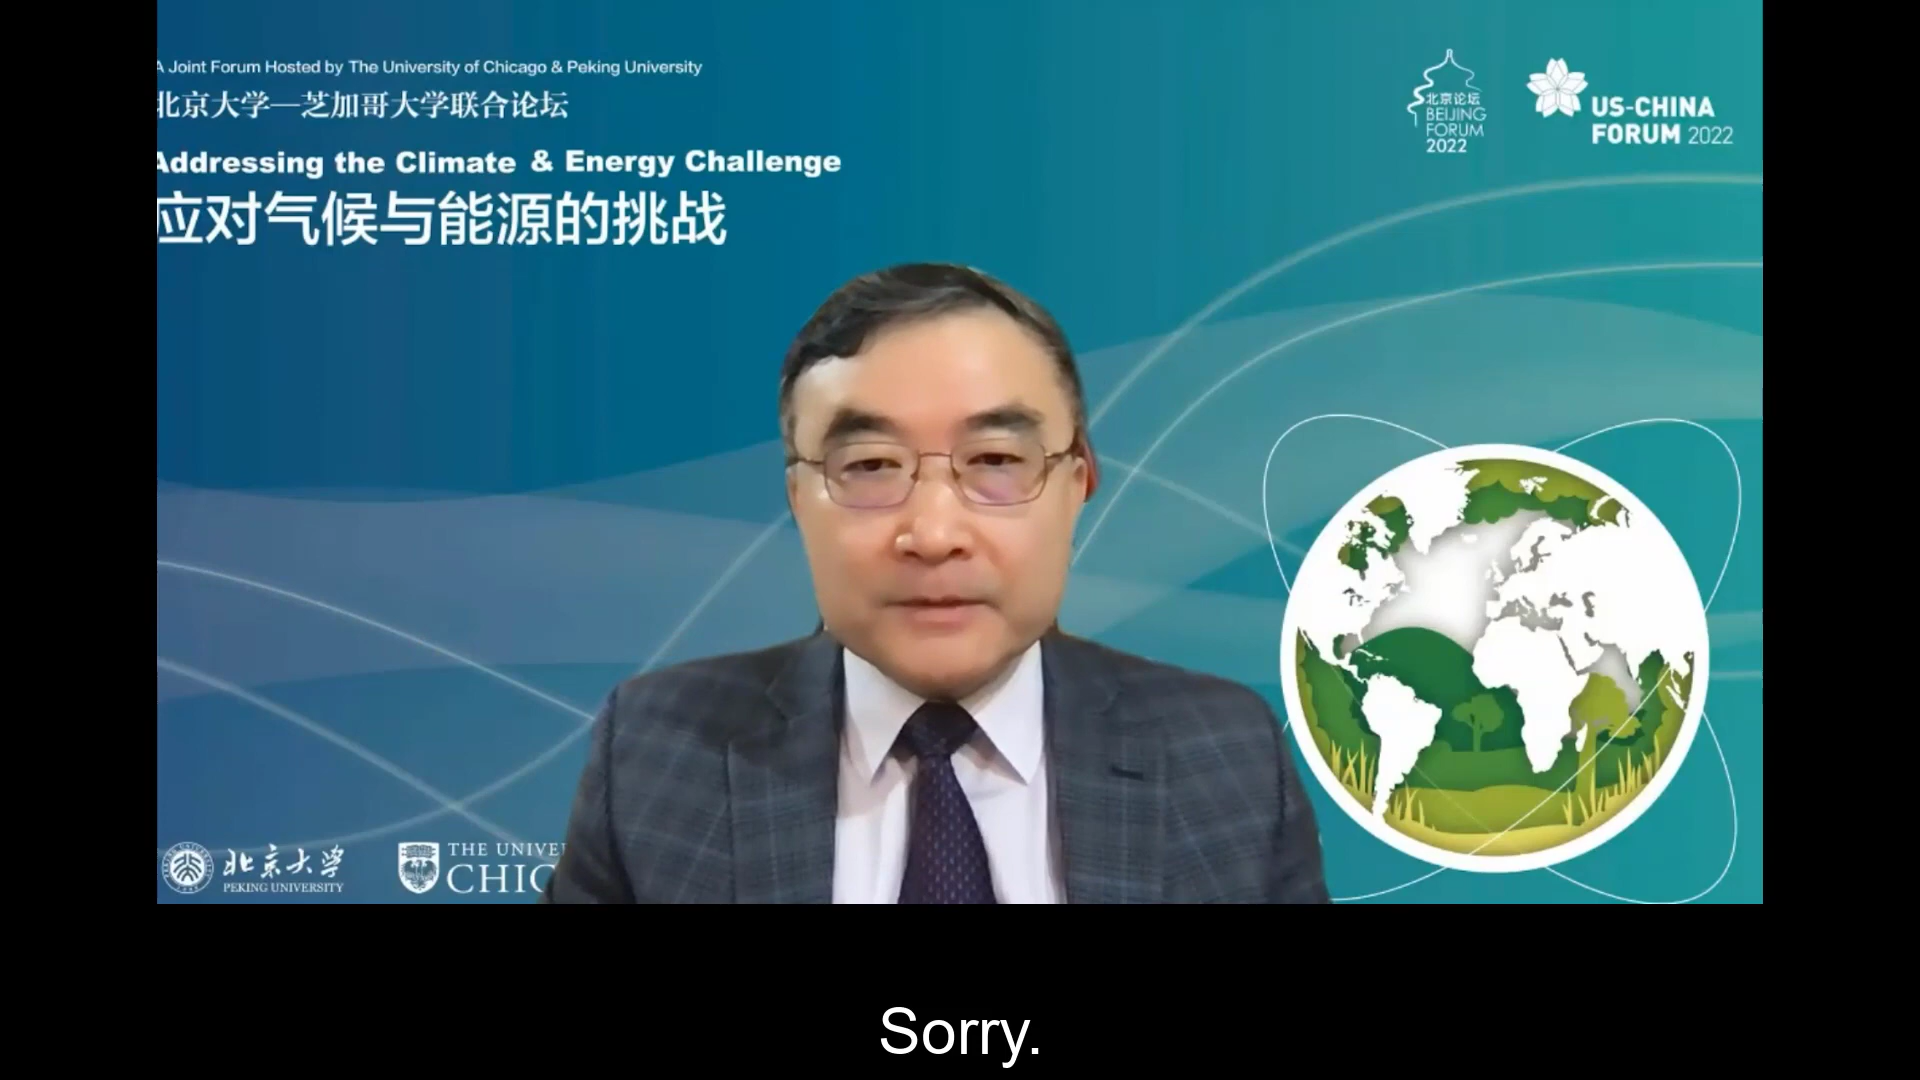 A Joint Forum Hosted by The University of Chicago & Peking University
北京大学—芝加哥大学联合论坛
Addressing the Climate & Energy Challenge
应对气候与能源的挑战
北京论坛
BEIJING
FORUM
2022
US-CHINA
FORUM 2022
北京大学
PEKING UNIVERSITY
THE UNIVE
CHIC
Sorry.